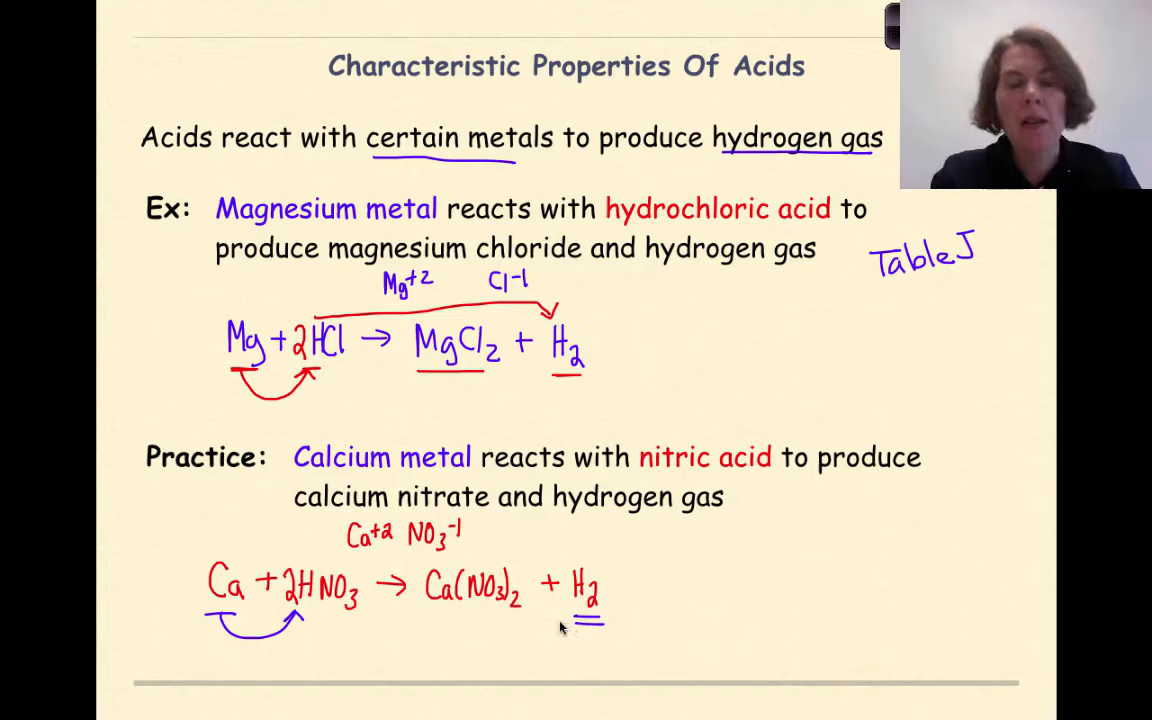 Characteristic Properties Of Acids
Acids react with certain metals to produce hydrogen gas
Ex: Magnesium metal reacts with hydrochloric acid to
produce magnesium chloride and hydrogen gas
Table J
Mg+2 Cl-1
Mg + 2HCl → MgCl2 + H2
Practice: Calcium metal reacts with nitric acid to produce
calcium nitrate and hydrogen gas
Ca+2 NO3-1
Ca + 2HNO3 → Ca(NO3)2 + H2